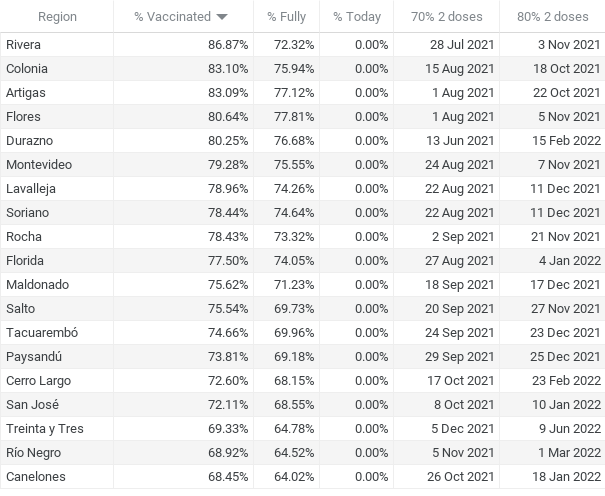 Region % Vaccinated % Fully % Today 70% 2 doses 80% 2 doses
Rivera 86.87% 72.32% 0.00% 28 Jul 2021 3 Nov 2021
Colonia 83.10% 75.94% 0.00% 15 Aug 2021 18 Oct 2021
Artigas 83.09% 77.12% 0.00% 1 Aug 2021 22 Oct 2021
Flores 80.64% 77.81% 0.00% 1 Aug 2021 5 Nov 2021
Durazno 80.25% 76.68% 0.00% 13 Jun 2021 15 Feb 2022
Montevideo 79.28% 75.55% 0.00% 24 Aug 2021 7 Nov 2021
Lavalleja 78.96% 74.26% 0.00% 22 Aug 2021 11 Dec 2021
Soriano 78.44% 74.64% 0.00% 22 Aug 2021 11 Dec 2021
Rocha 78.43% 73.32% 0.00% 2 Sep 2021 21 Nov 2021
Florida 77.50% 74.05% 0.00% 27 Aug 2021 4 Jan 2022
Maldonado 75.62% 71.23% 0.00% 18 Sep 2021 17 Dec 2021
Salto 75.54% 69.73% 0.00% 20 Sep 2021 27 Nov 2021
Tacuarembó 74.66% 69.96% 0.00% 24 Sep 2021 23 Dec 2021
Paysandú 73.81% 69.18% 0.00% 29 Sep 2021 25 Dec 2021
Cerro Largo 72.60% 68.15% 0.00% 17 Oct 2021 23 Feb 2022
San José 72.11% 68.55% 0.00% 8 Oct 2021 10 Jan 2022
Treinta y Tres 69.33% 64.78% 0.00% 5 Dec 2021 9 Jun 2022
Río Negro 68.92% 64.52% 0.00% 5 Nov 2021 1 Mar 2022
Canelones 68.45% 64.02% 0.00% 26 Oct 2021 18 Jan 2022